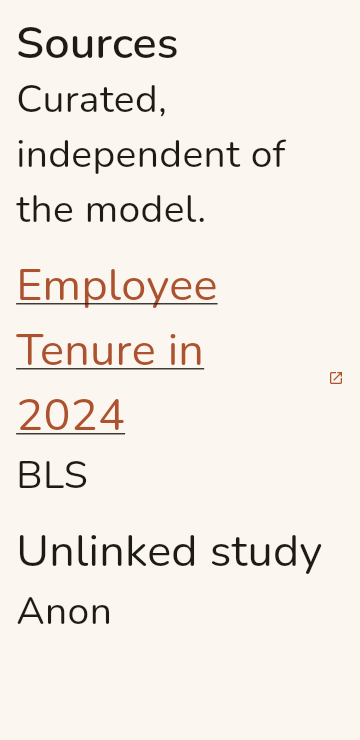 Sources
Curated,
independent of
the model.
Employee
Tenure in
2024
BLS
Unlinked study
Anon